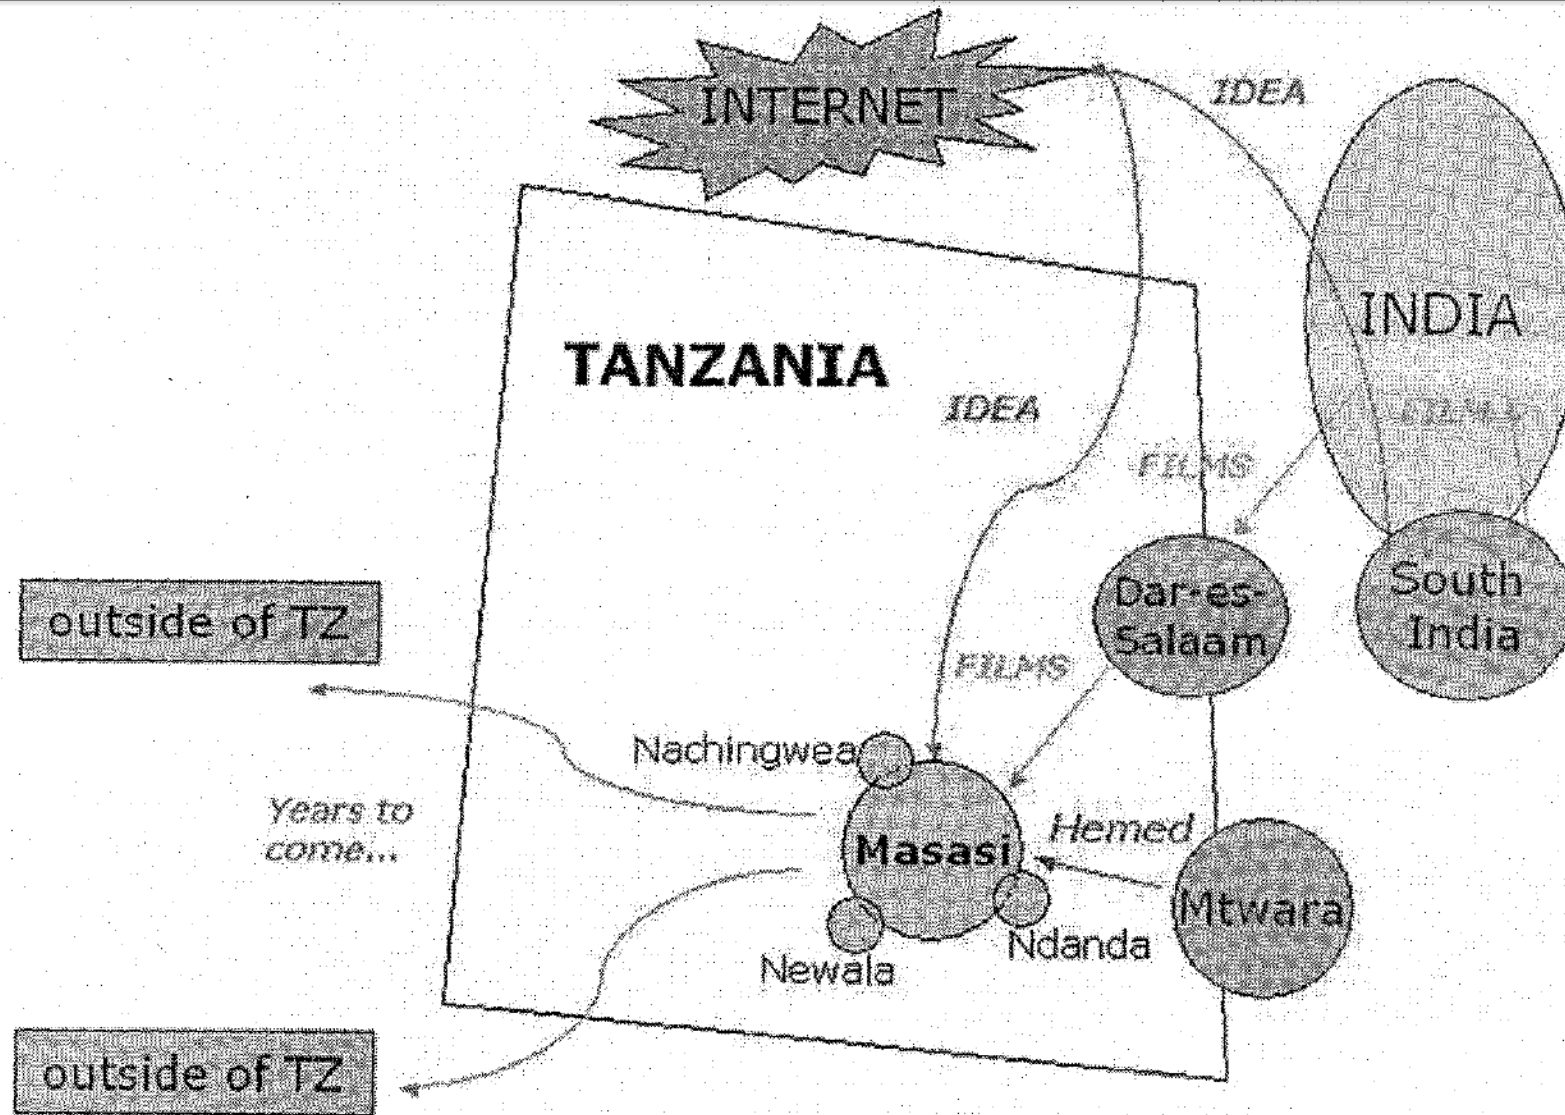 INTERNET
IDEA
INDIA
TANZANIA
IDEA
FILMS
FILMS
Dar-es-
Salaam
South
India
outside of TZ
FILMS
Nachingwea
Years to
come...
Hemed
Masasi
Mtwara
Ndanda
Newala
outside of TZ